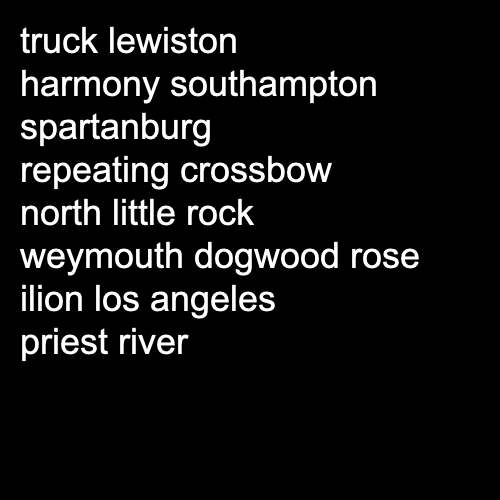 truck lewiston
harmony southampton
spartanburg
repeating crossbow
north little rock
weymouth dogwood rose
ilion los angeles
priest river